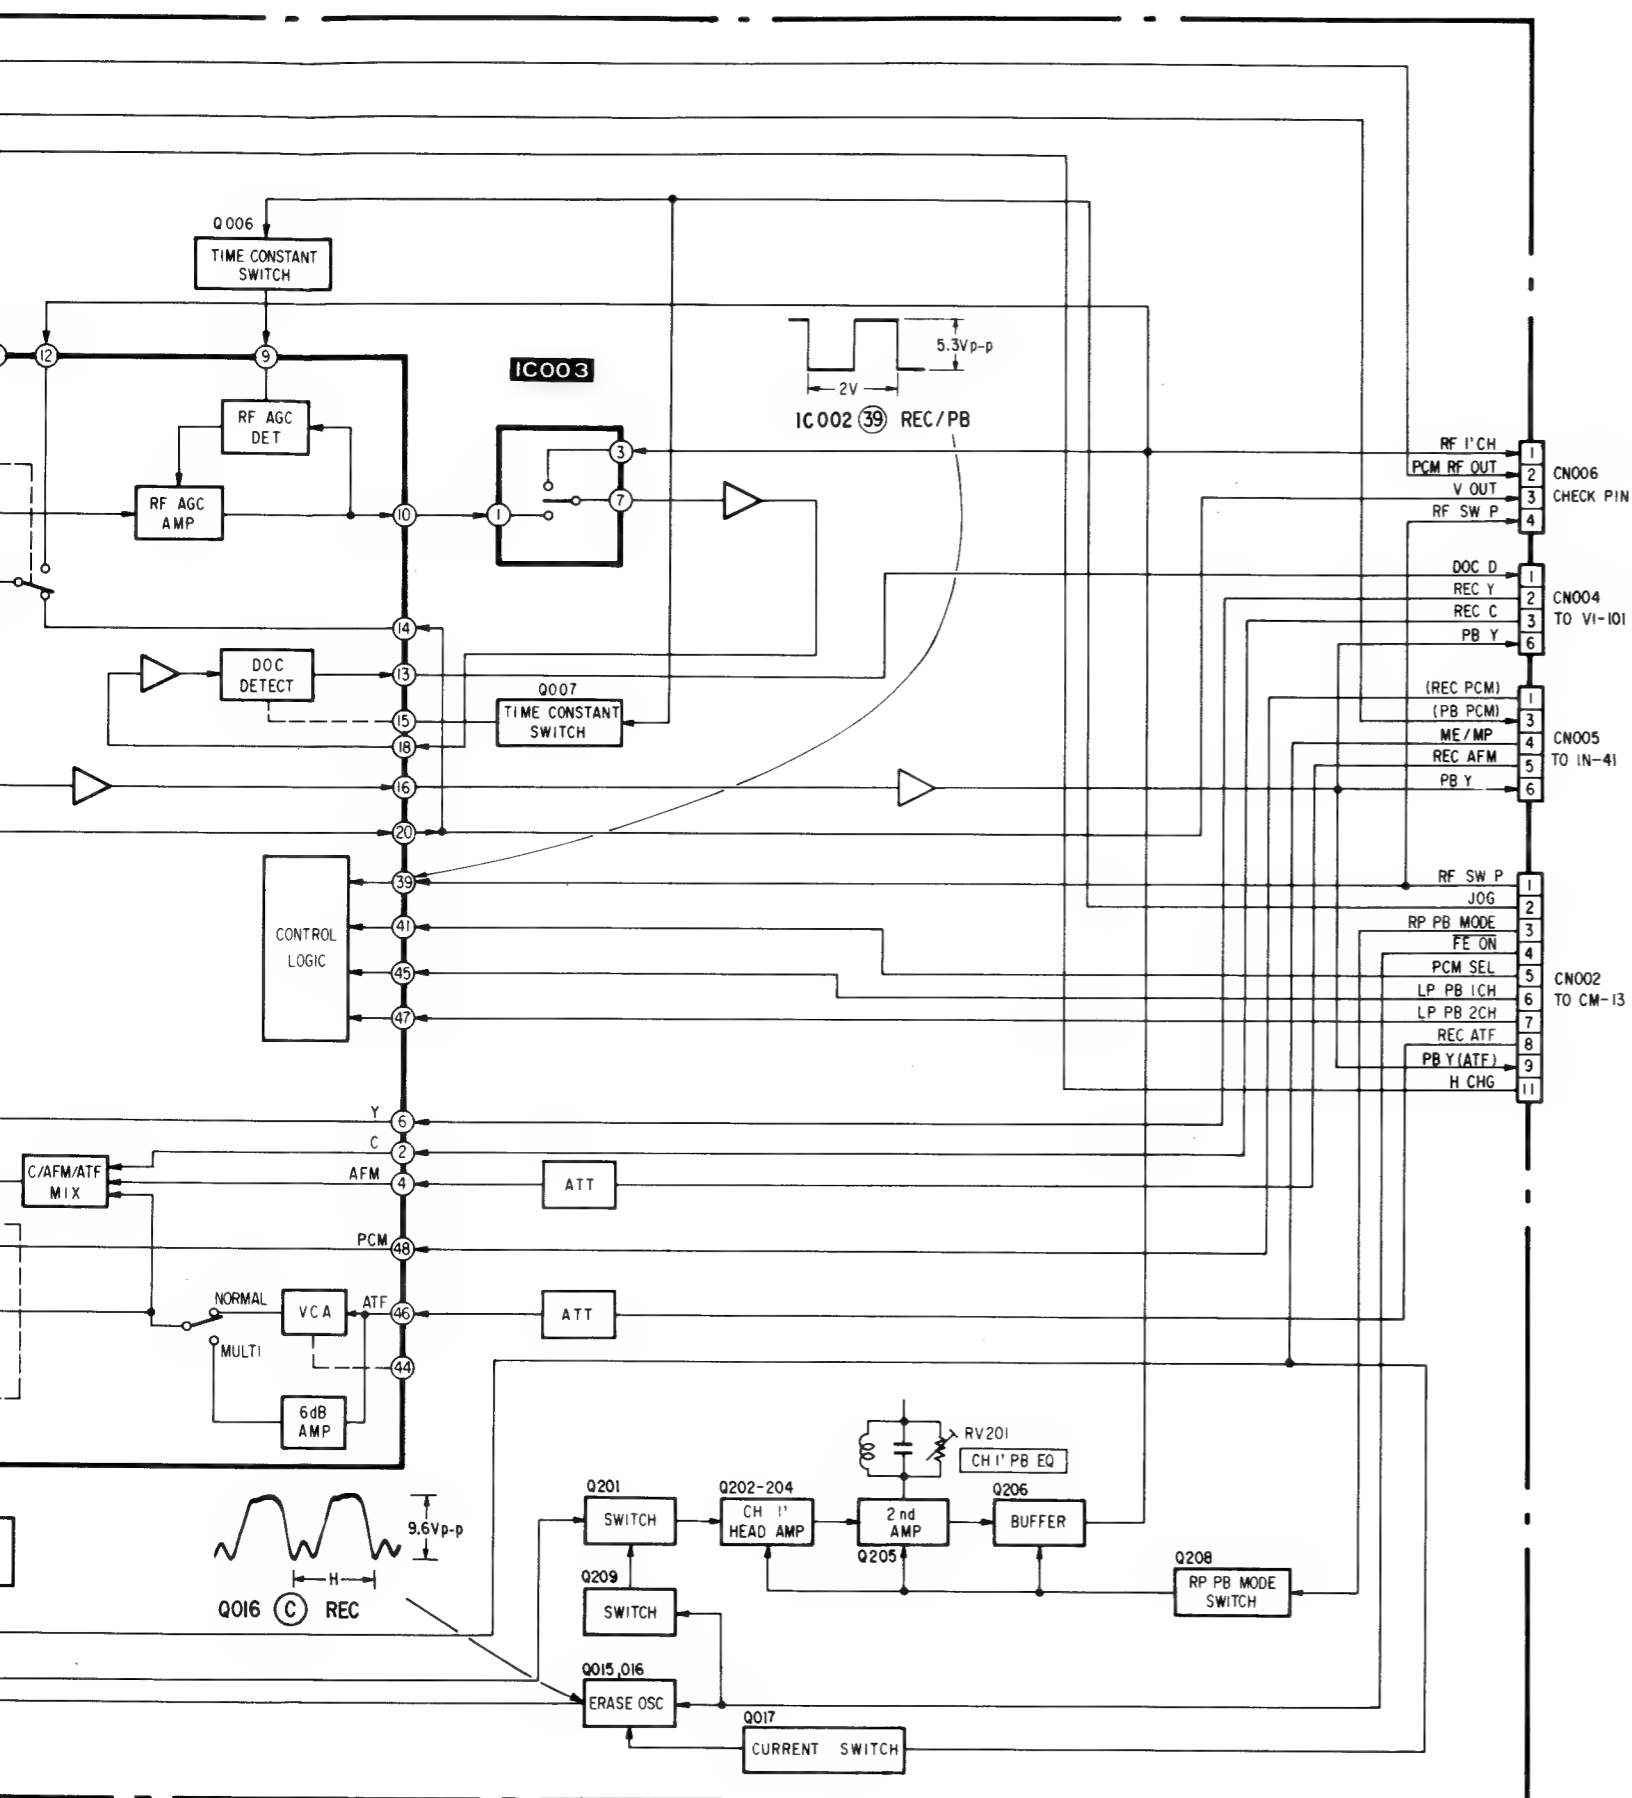 Q006
TIME CONSTANT
SWITCH
12
9
IC003
5.3Vp-p
2V
IC002 39 REC/PB
RF AGC
DET
RF AGC
AMP
10
1
3
7
RF 1'CH
PCM RF OUT
V OUT
RF SW P
1
2
3
4
CN006
CHECK PIN
DOC D
REC Y
REC C
PB Y
1
2
3
6
CN004
TO VI-101
14
DOC
DETECT
13
Q007
TIME CONSTANT
SWITCH
15
18
16
20
(REC PCM)
(PB PCM)
ME/MP
REC AFM
PB Y
1
3
4
5
6
CN005
TO IN-41
CONTROL
LOGIC
39
41
45
47
RF SW P
JOG
RP PB MODE
FE ON
PCM SEL
LP PB 1CH
LP PB 2CH
REC ATF
PB Y(ATF)
H CHG
1
2
3
4
5
6
7
8
9
11
CN002
TO CM-13
Y
6
C
2
C/AFM/ATF
MIX
AFM
4
ATT
PCM
48
NORMAL
VCA
ATF
46
ATT
MULTI
44
6dB
AMP
RV201
CH 1' PB EQ
9.6Vp-p
H
Q016 C REC
Q201
SWITCH
Q202-204
CH 1'
HEAD AMP
2nd
AMP
Q205
Q206
BUFFER
Q209
SWITCH
Q208
RP PB MODE
SWITCH
Q015,016
ERASE OSC
Q017
CURRENT SWITCH